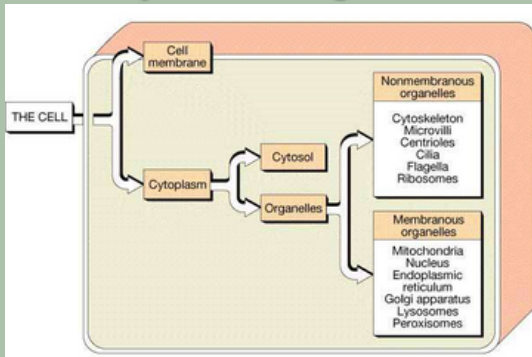 Cell
membrane
THE CELL
Cytoplasm
Cytosol
Organelles
Nonmembranous
organelles
Cytoskeleton
Microvilli
Centrioles
Cilia
Flagella
Ribosomes
Membranous
organelles
Mitochondria
Nucleus
Endoplasmic
reticulum
Golgi apparatus
Lysosomes
Peroxisomes